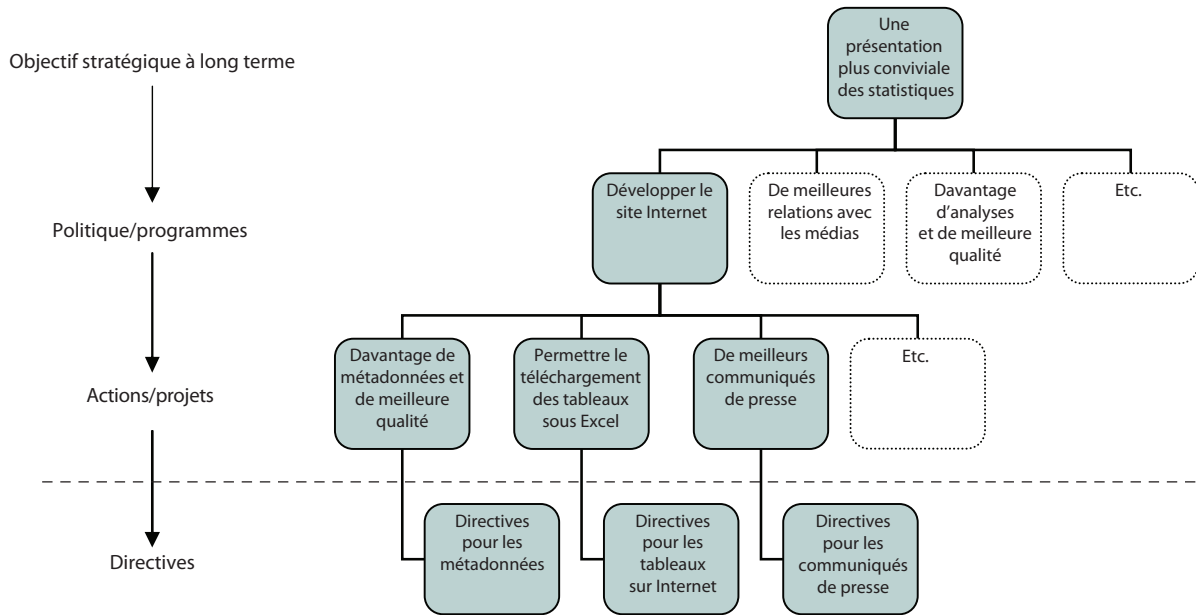 Objectif stratégique à long terme
Une
présentation
plus conviviale
des statistiques
Politique/programmes
Développer le
site Internet
De meilleures
relations avec
les médias
Davantage
d'analyses
et de meilleure
qualité
Etc.
Actions/projets
Davantage de
métadonnées et
de meilleure
qualité
Permettre le
téléchargement
des tableaux
sous Excel
De meilleurs
communiqués
de presse
Etc.
Directives
Directives
pour les
métadonnées
Directives
pour les
tableaux
sur Internet
Directives
pour les
communiqués
de presse